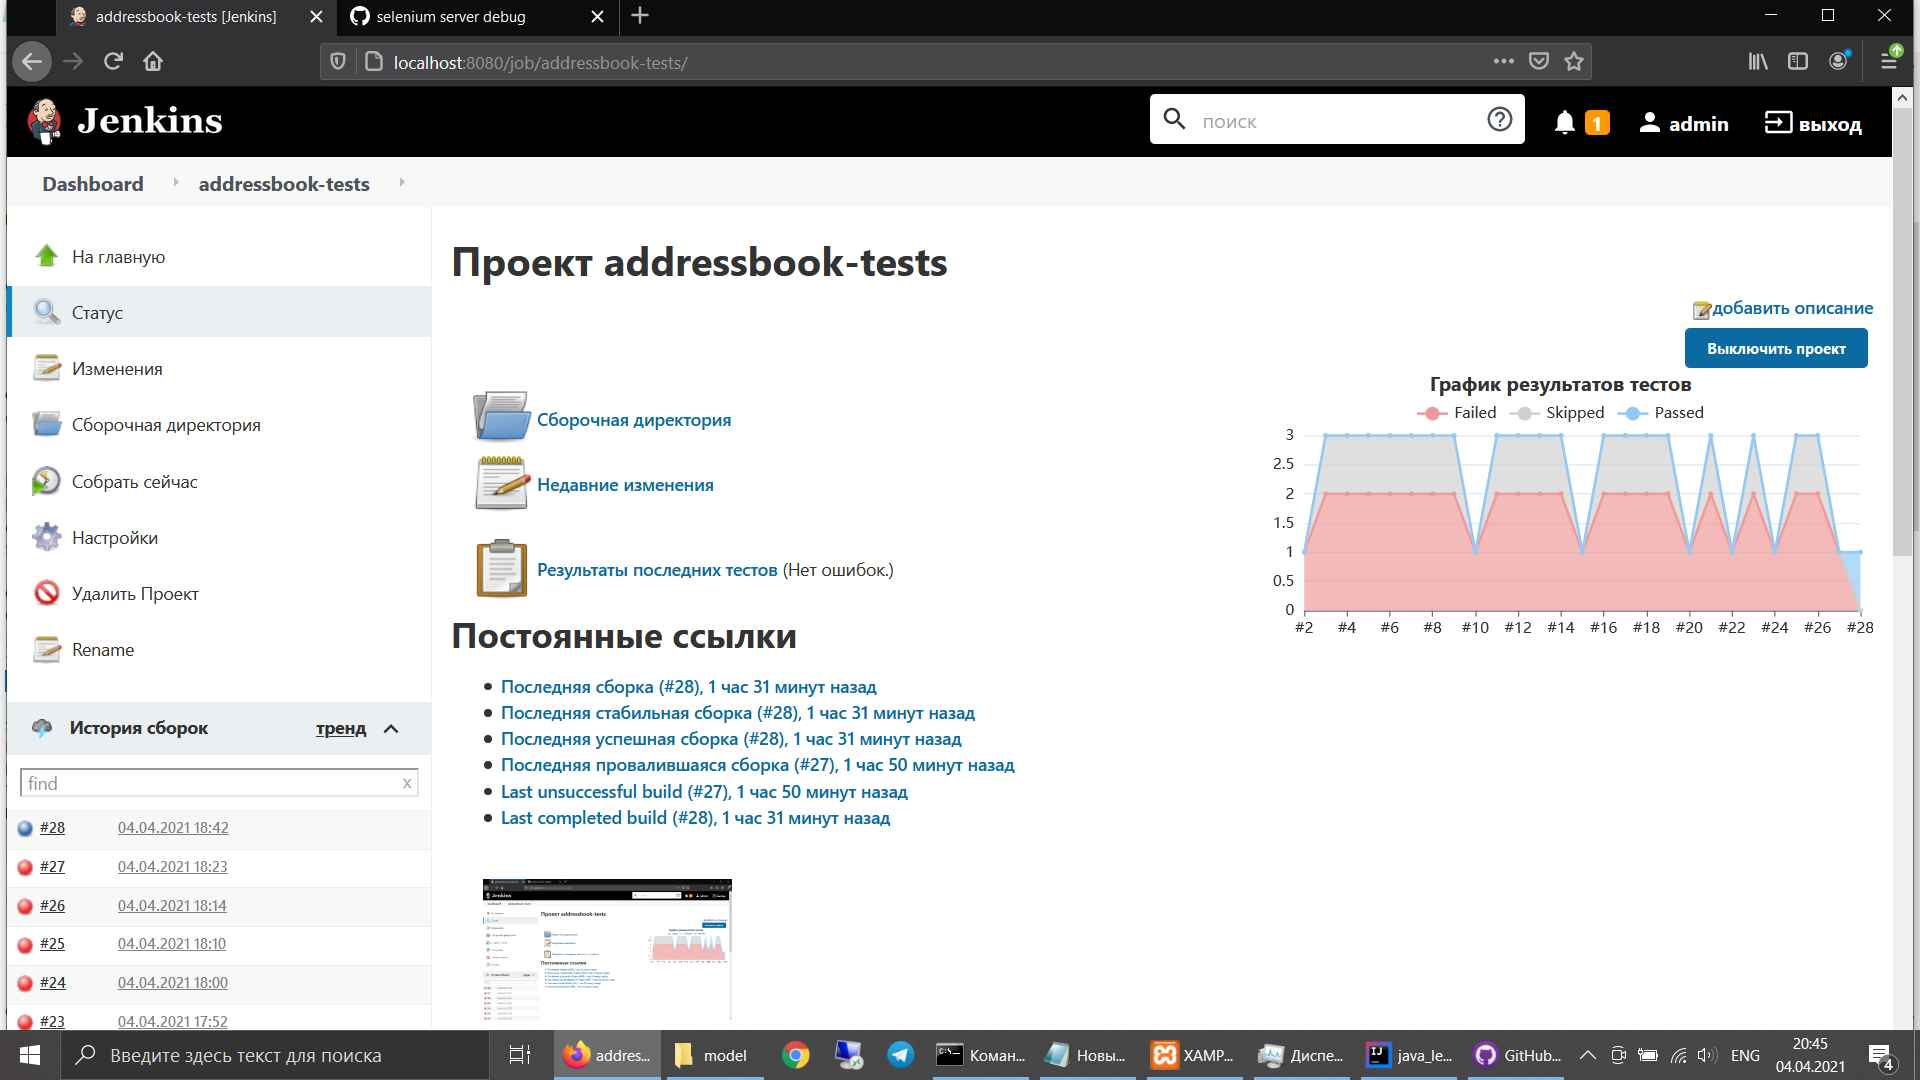 addressbook-tests [Jenkins]
selenium server debug
localhost:8080/job/addressbook-tests/
Jenkins
поиск
1
admin
выход
Dashboard
addressbook-tests
На главную
Статус
Изменения
Сборочная директория
Собрать сейчас
Настройки
Удалить Проект
Rename
История сборок
тренд
find
x
#28 04.04.2021 18:42
#27 04.04.2021 18:23
#26 04.04.2021 18:14
#25 04.04.2021 18:10
#24 04.04.2021 18:00
#23 04.04.2021 17:52
Проект addressbook-tests
добавить описание
Выключить проект
Сборочная директория
Недавние изменения
Результаты последних тестов (Нет ошибок.)
График результатов тестов
Failed Skipped Passed
3
2.5
2
1.5
1
0.5
0
#2 #4 #6 #8 #10 #12 #14 #16 #18 #20 #22 #24 #26 #28
Постоянные ссылки
Последняя сборка (#28), 1 час 31 минут назад
Последняя стабильная сборка (#28), 1 час 31 минут назад
Последняя успешная сборка (#28), 1 час 31 минут назад
Последняя провалившаяся сборка (#27), 1 час 50 минут назад
Last unsuccessful build (#27), 1 час 50 минут назад
Last completed build (#28), 1 час 31 минут назад
Jenkins
Проект addressbook-tests
Постоянные ссылки
Введите здесь текст для поиска
addres...
model
Коман...
Новы...
XAMP...
Диспе...
java_le...
GitHub...
ENG
20:45
04.04.2021
4